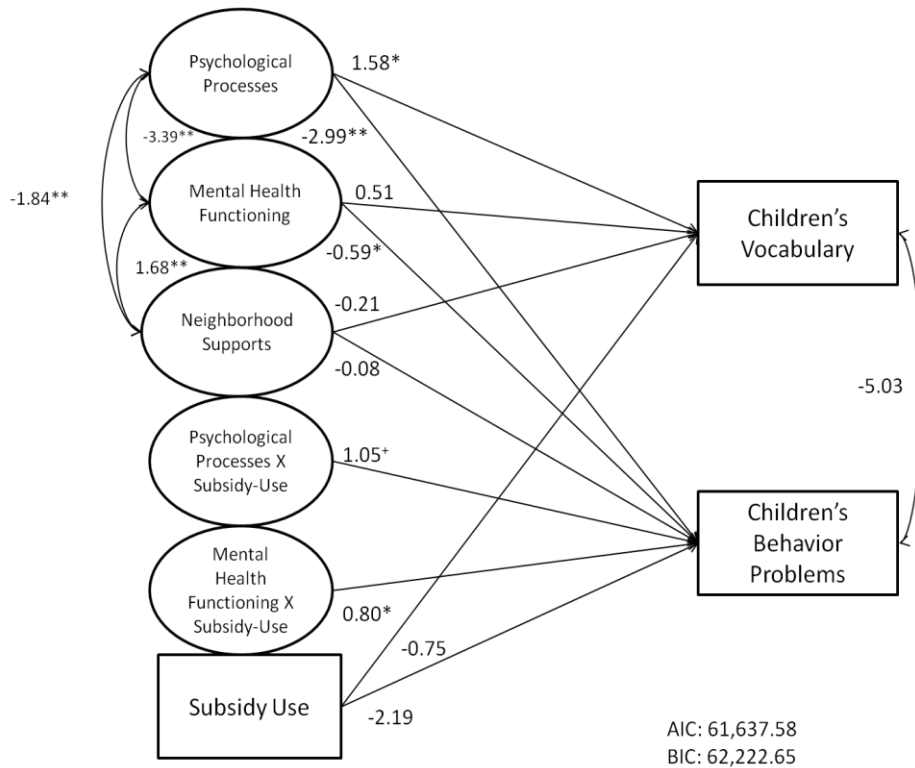 Psychological
Processes
1.58*
-3.39**
-2.99**
-1.84**
Mental Health
Functioning
0.51
-0.59*
Children's
Vocabulary
1.68**
-0.21
Neighborhood
Supports
-0.08
-5.03
Psychological
Processes X
Subsidy-Use
1.05+
Children's
Behavior
Problems
Mental
Health
Functioning X
Subsidy-Use
0.80*
-0.75
Subsidy Use
-2.19
AIC: 61,637.58
BIC: 62,222.65